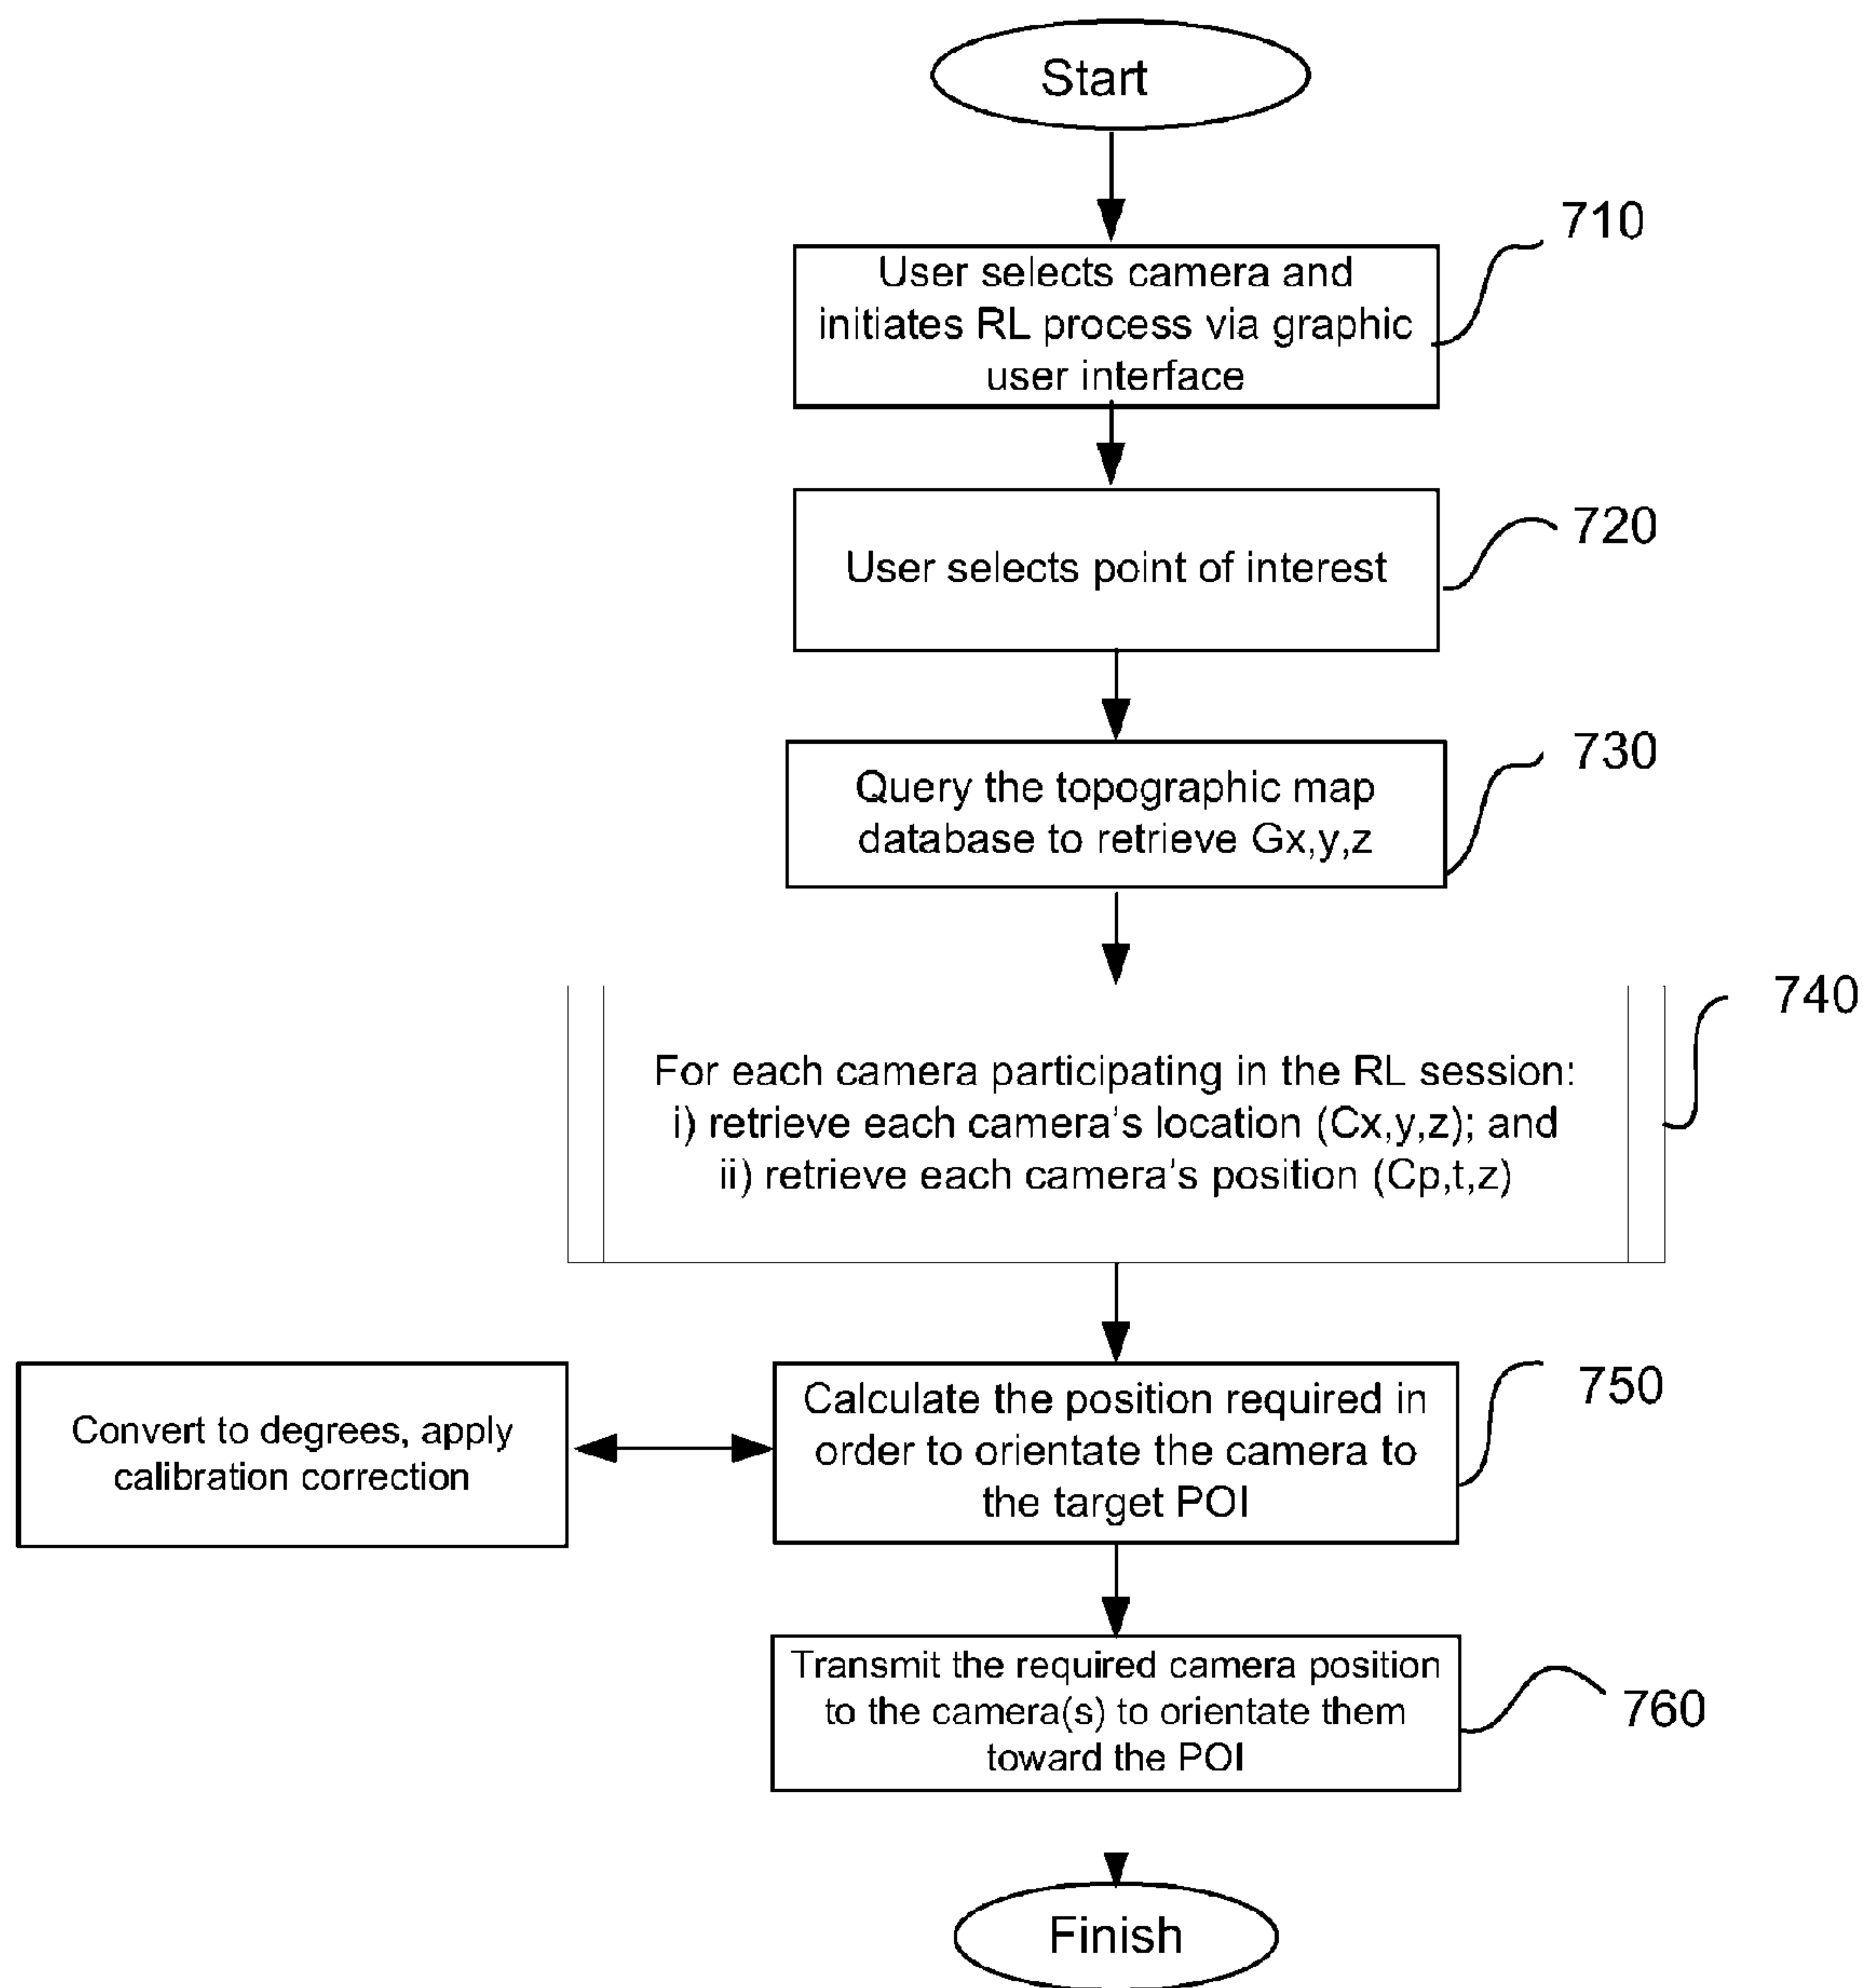 Start
710
User selects camera and
initiates RL process via graphic
user interface
720
User selects point of interest
730
Query the topographic map
database to retrieve Gx,y,z
740
For each camera participating in the RL session:
i) retrieve each camera's location (Cx,y,z); and
ii) retrieve each camera's position (Cp,t,z)
750
Calculate the position required in
order to orientate the camera to
the target POI
Convert to degrees, apply
calibration correction
Transmit the required camera position
to the camera(s) to orientate them
toward the POI
760
Finish